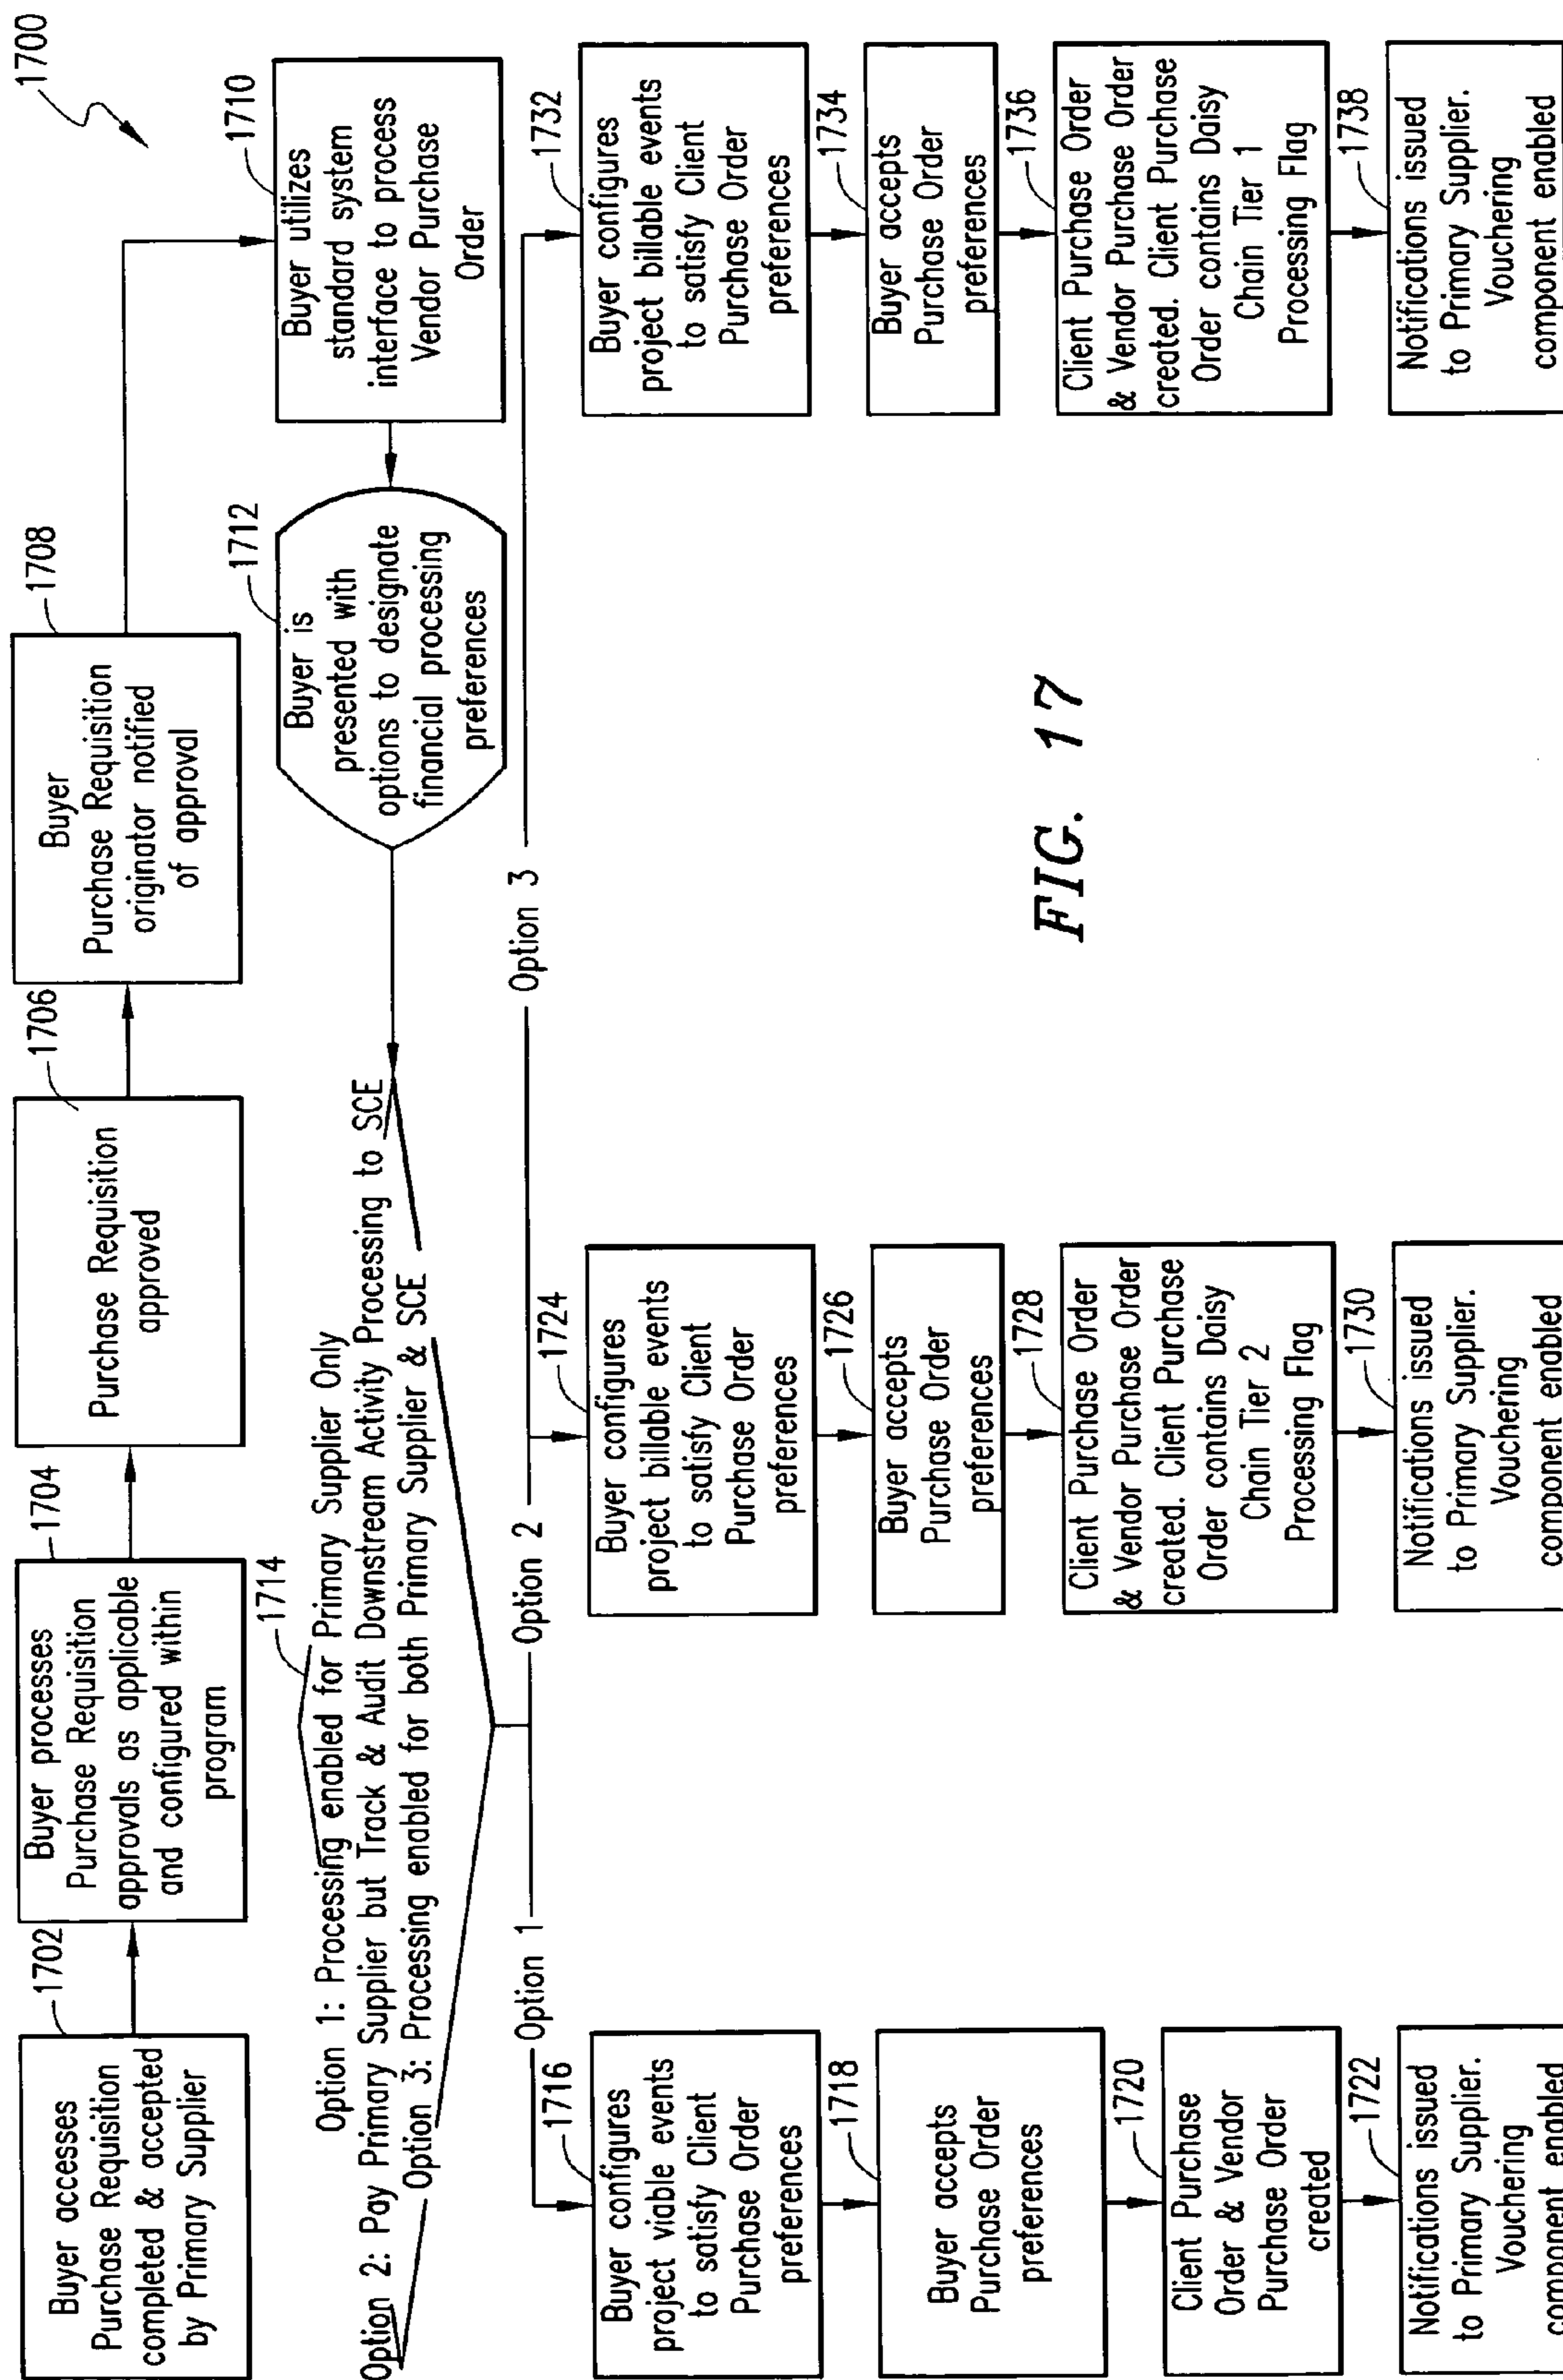 1700
1702
Buyer accesses
Purchase Requisition
completed & accepted
by Primary Supplier
1704
Buyer processes
Purchase Requisition
approvals as applicable
and configured within
program
1706
Purchase Requisition
approved
1708
Buyer
Purchase Requisition
originator notified
of approval
1710
Buyer utilizes
standard system
interface to process
Vendor Purchase
Order
1712
Buyer is
presented with
options to designate
financial processing
preferences
1714
Option 1: Processing enabled for Primary Supplier Only
Option 2: Pay Primary Supplier but Track & Audit Downstream Activity Processing to SCE
Option 3: Processing enabled for both Primary Supplier & SCE
Option 1
Option 2
Option 3
1716
Buyer configures
project viable events
to satisfy Client
Purchase Order
preferences
1718
Buyer accepts
Purchase Order
preferences
1720
Client Purchase
Order & Vendor
Purchase Order
created
1722
Notifications issued
to Primary Supplier.
Vouchering
component enabled
1724
Buyer configures
project billable events
to satisfy Client
Purchase Order
preferences
1726
Buyer accepts
Purchase Order
preferences
1728
Client Purchase Order
& Vendor Purchase Order
created. Client Purchase
Order contains Daisy
Chain Tier 2
Processing Flag
1730
Notifications issued
to Primary Supplier.
Vouchering
component enabled
1732
Buyer configures
project billable events
to satisfy Client
Purchase Order
preferences
1734
Buyer accepts
Purchase Order
preferences
1736
Client Purchase Order
& Vendor Purchase Order
created. Client Purchase
Order contains Daisy
Chain Tier 1
Processing Flag
1738
Notifications issued
to Primary Supplier.
Vouchering
component enabled
FIG. 17